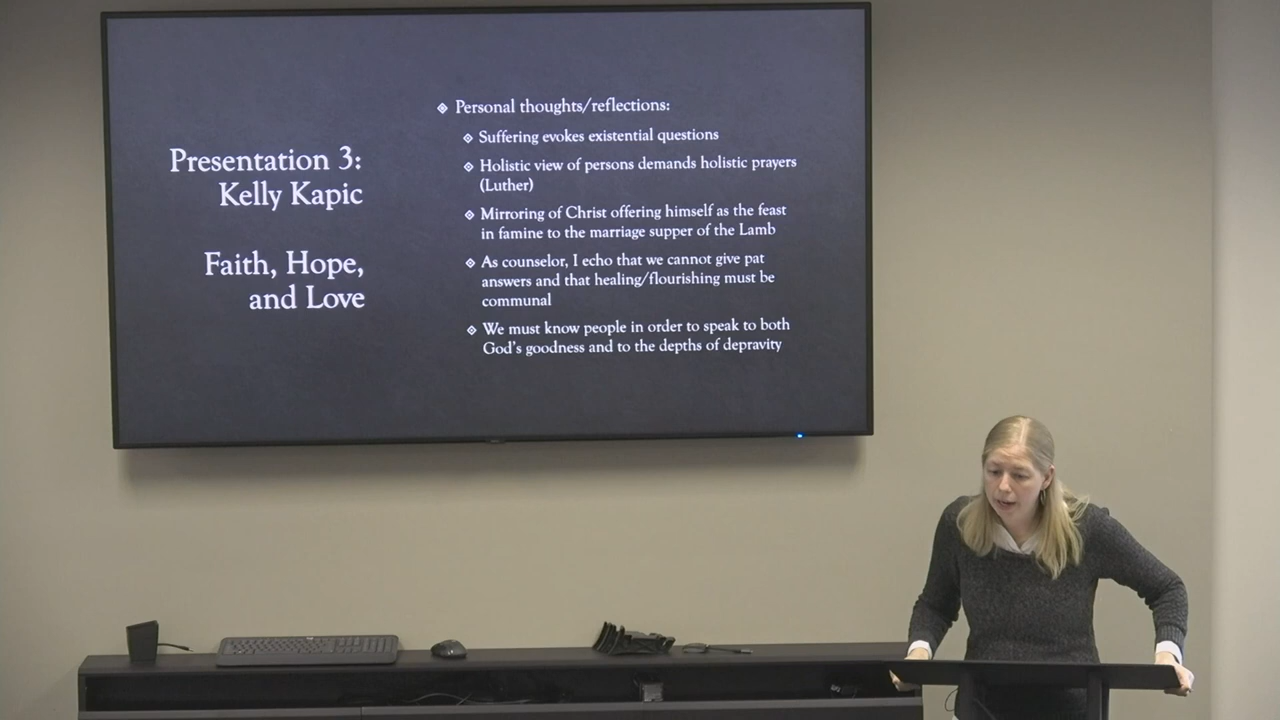 Presentation 3:
Kelly Kapic
Faith, Hope,
and Love
Personal thoughts/reflections:
Suffering evokes existential questions
Holistic view of persons demands holistic prayers
(Luther)
Mirroring of Christ offering himself as the feast
in famine to the marriage supper of the Lamb
As counselor, I echo that we cannot give pat
answers and that healing/flourishing must be
communal
We must know people in order to speak to both
God's goodness and to the depths of depravity